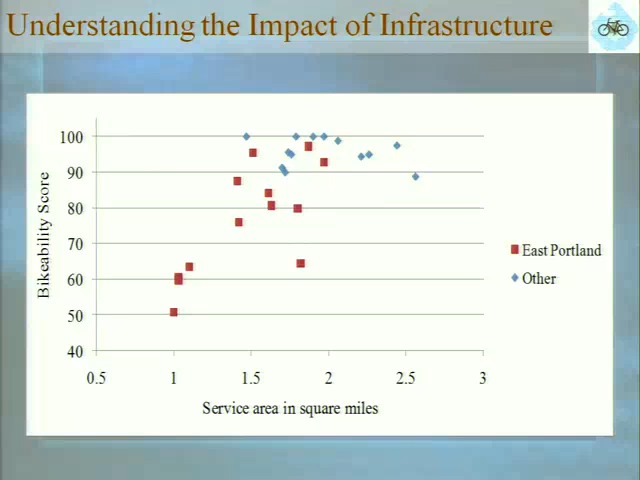 Understanding the Impact of Infrastructure
100
90
80
70
60
50
40
Bikeability Score
0.5 1 1.5 2 2.5 3
Service area in square miles
East Portland
Other